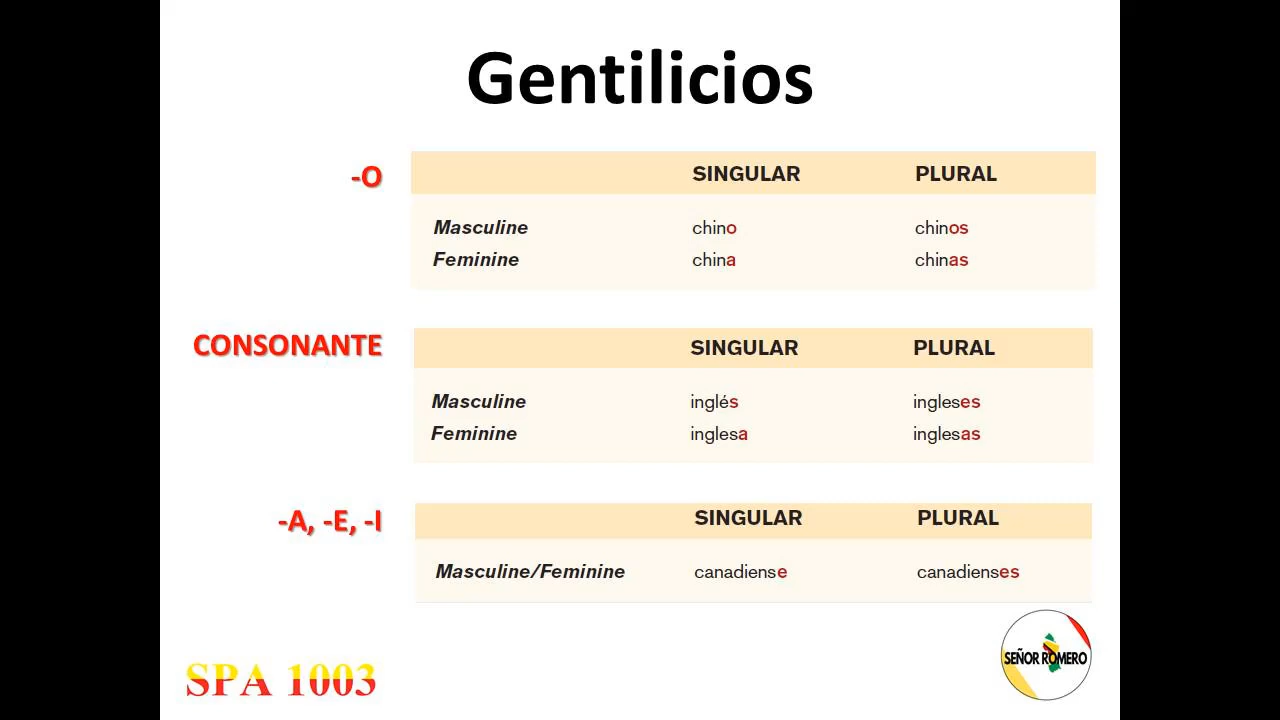 Gentilicios
-O
SINGULAR PLURAL
Masculine chino chinos
Feminine china chinas
CONSONANTE
SINGULAR PLURAL
Masculine inglés ingleses
Feminine inglesa inglesas
-A, -E, -I
SINGULAR PLURAL
Masculine/Feminine canadiense canadienses
SEÑOR ROMERO
SPA 1003